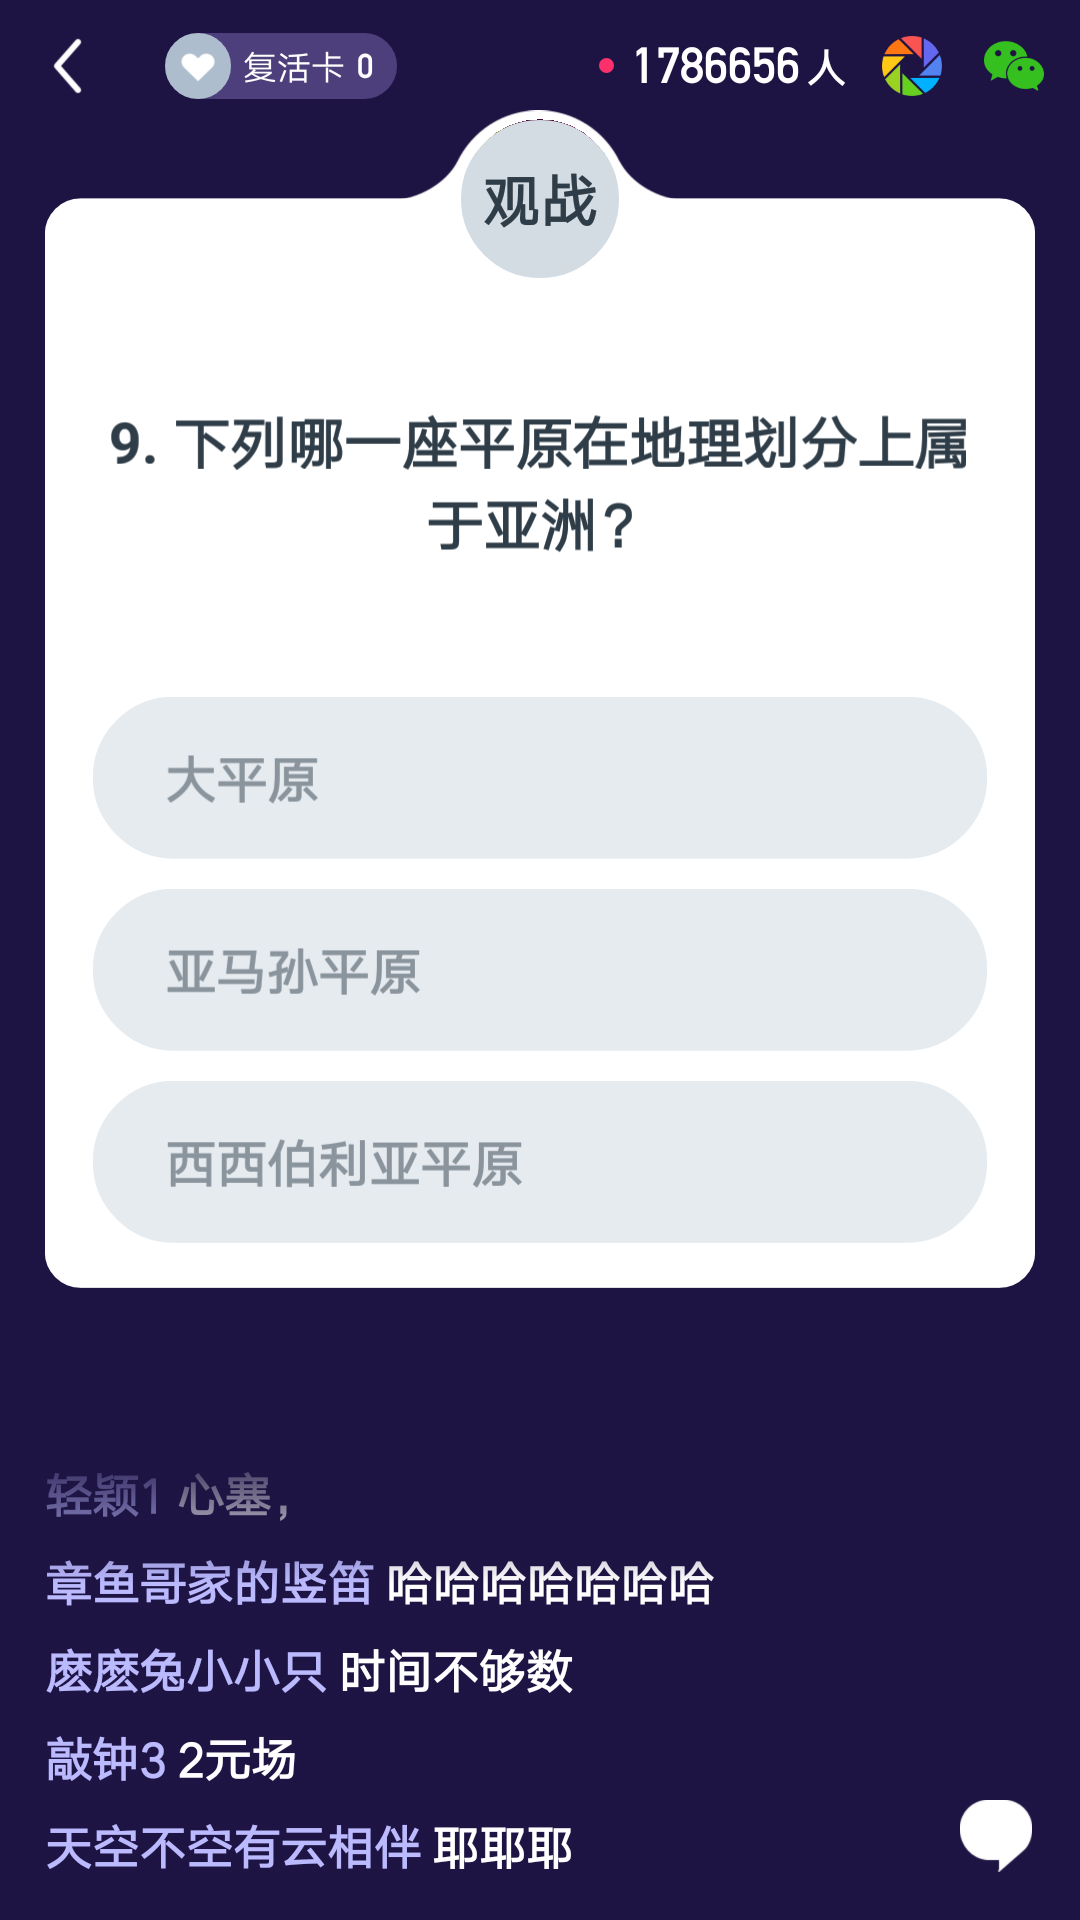 复活卡 0
1786656 人
观战
9. 下列哪一座平原在地理划分上属
于亚洲？
大平原
亚马孙平原
西西伯利亚平原
轻颖1 心塞，
章鱼哥家的竖笛 哈哈哈哈哈哈哈
麽麽兔小小只 时间不够数
敲钟3 2元场
天空不空有云相伴 耶耶耶